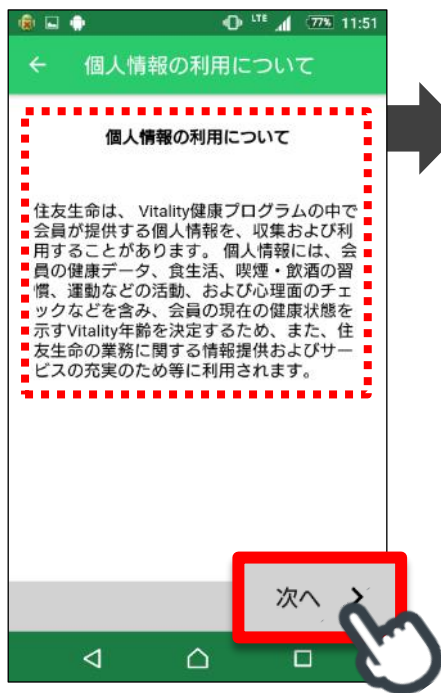 LTE 77% 11:51
個人情報の利用について
個人情報の利用について
住友生命は、 Vitality健康プログラムの中で
会員が提供する個人情報を、収集および利
用することがあります。 個人情報には、会
員の健康データ、食生活、喫煙・飲酒の習
慣、運動などの活動、および心理面のチェ
ックなどを含み、会員の現在の健康状態を
示すVitality年齢を決定するため、また、住
友生命の業務に関する情報提供およびサー
ビスの充実のため等に利用されます。
次へ